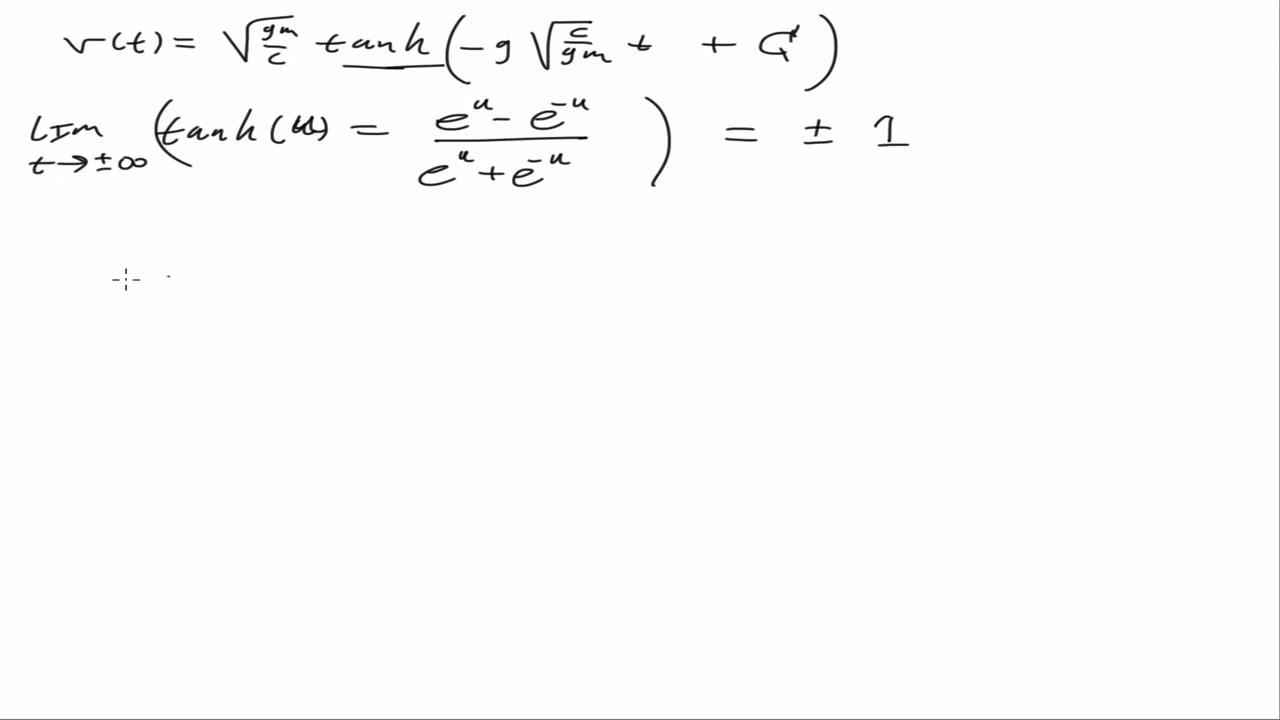 v(t) = √(gm/c) tanh(-g √(c/gm) t + C₁*)
Lim t→±∞ (tanh(u) = (e^u - e^-u)/(e^u + e^-u)) = ± 1